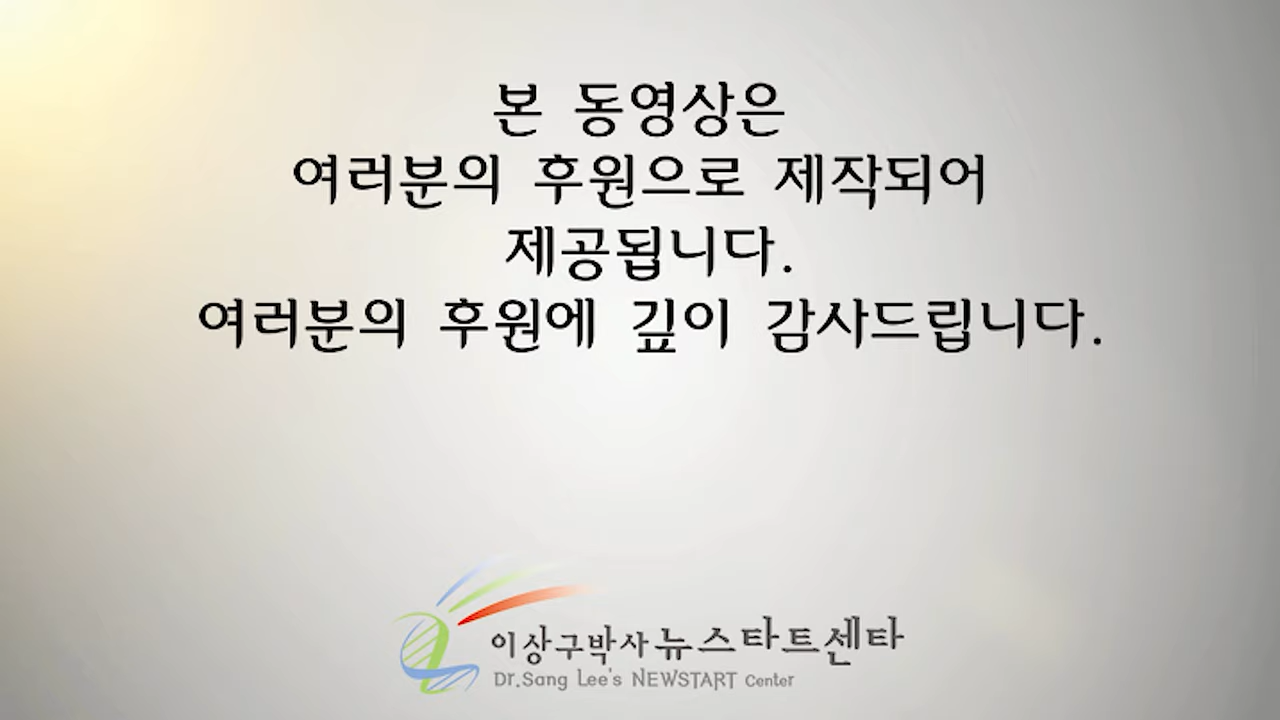 본 동영상은
여러분의 후원으로 제작되어
제공됩니다.
여러분의 후원에 깊이 감사드립니다.
이상구박사 뉴스타트센타
Dr.Sang Lee's NEWSTART Center